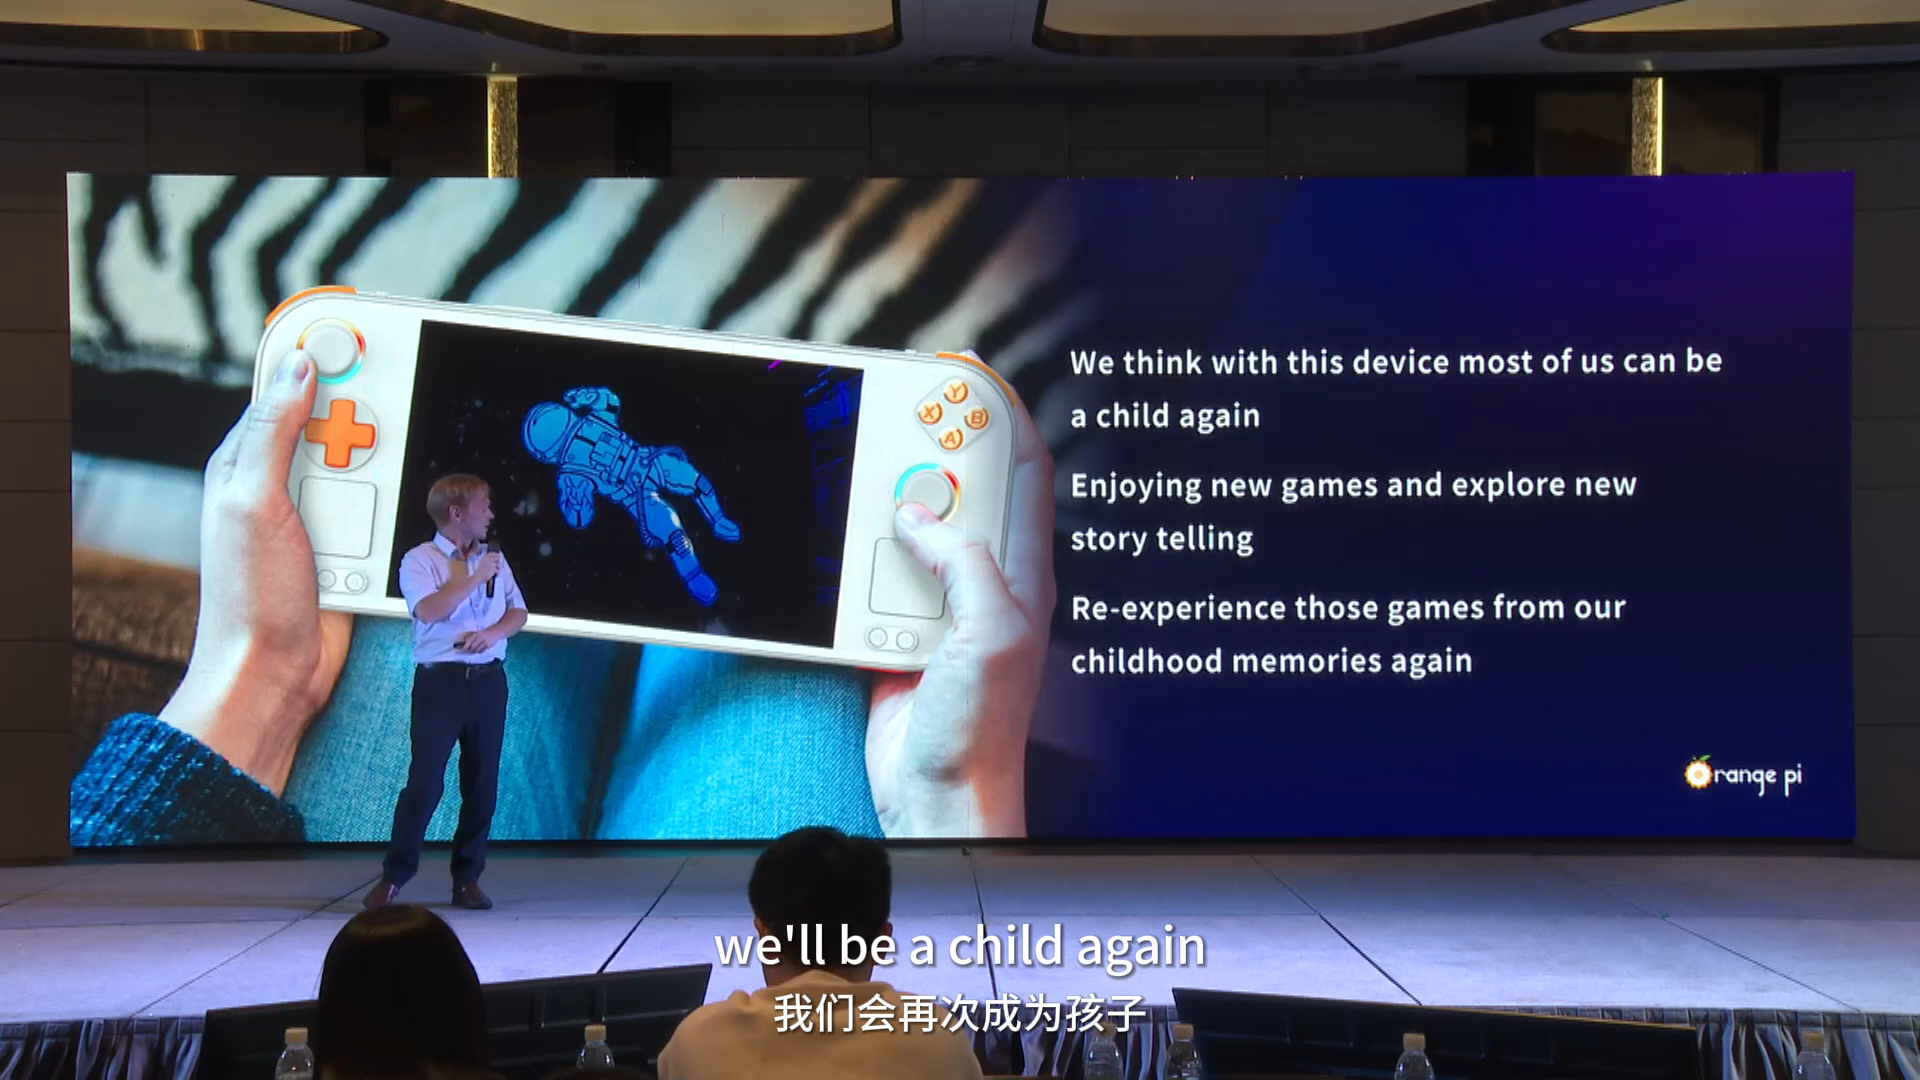 We think with this device most of us can be
a child again
Enjoying new games and explore new
story telling
Re-experience those games from our
childhood memories again
range pi
Y
X
B
A
we'll be a child again
我们会再次成为孩子